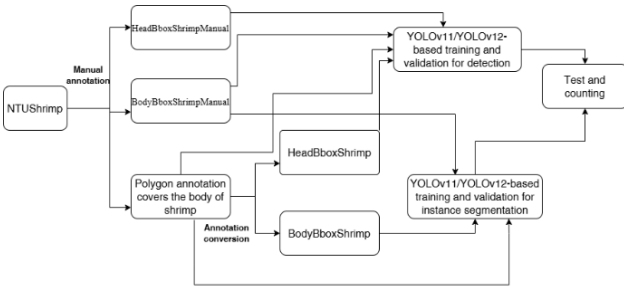 HeadBboxShrimpManual
YOLOv11/YOLOv12-
based training and
validation for detection
Manual
annotation
Test and
counting
NTUShrimp
BodyBboxShrimpManual
HeadBboxShrimp
Polygon annotation
covers the body of
shrimp
YOLOv11/YOLOv12-based
training and validation for
instance segmentation
Annotation
conversion
BodyBboxShrimp